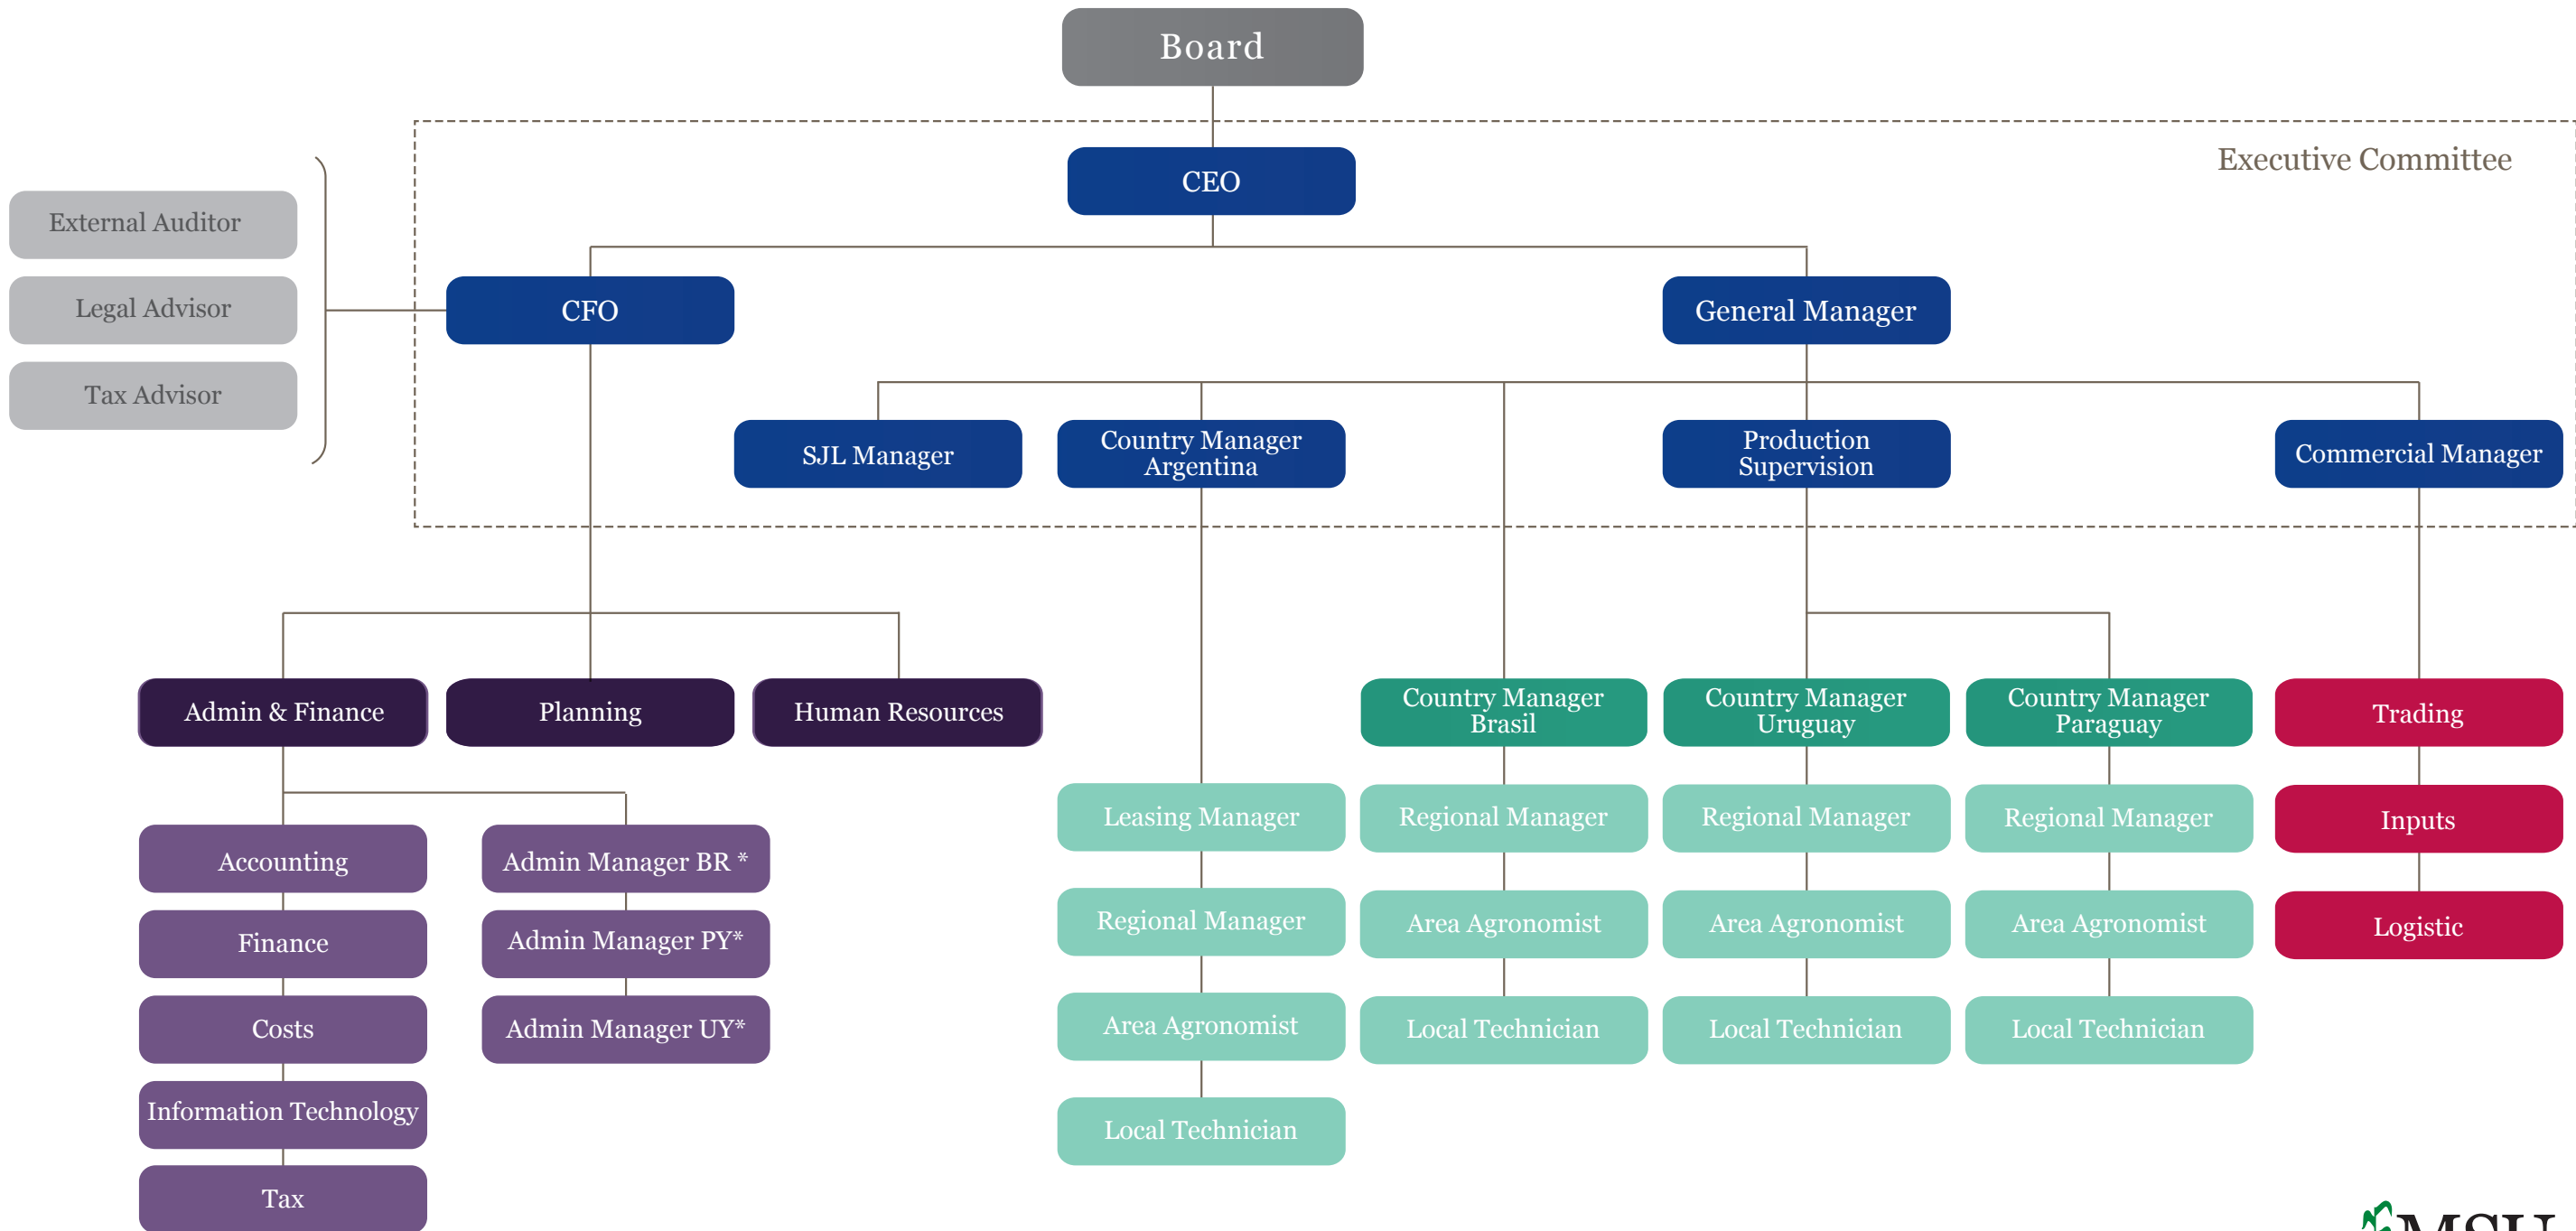 Board
Executive Committee
CEO
External Auditor
Legal Advisor
Tax Advisor
CFO
General Manager
SJL Manager
Country Manager
Argentina
Production
Supervision
Commercial Manager
Admin & Finance
Planning
Human Resources
Country Manager
Brasil
Country Manager
Uruguay
Country Manager
Paraguay
Trading
Leasing Manager
Regional Manager
Regional Manager
Regional Manager
Inputs
Accounting
Admin Manager BR *
Regional Manager
Area Agronomist
Area Agronomist
Area Agronomist
Logistic
Finance
Admin Manager PY*
Costs
Admin Manager UY*
Area Agronomist
Local Technician
Local Technician
Local Technician
Information Technology
Local Technician
Tax
MSU